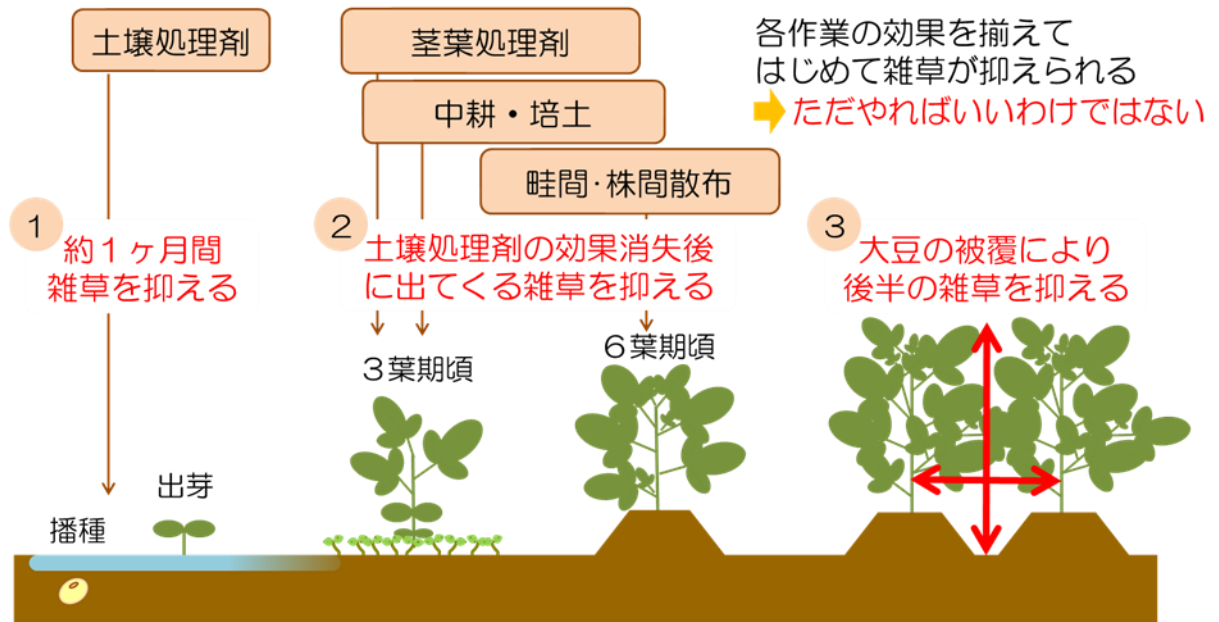 土壌処理剤
茎葉処理剤
中耕・培土
畦間･株間散布
各作業の効果を揃えて
はじめて雑草が抑えられる
ただやればいいわけではない
1
約１ヶ月間
雑草を抑える
2
土壌処理剤の効果消失後
に出てくる雑草を抑える
3
大豆の被覆により
後半の雑草を抑える
３葉期頃
６葉期頃
出芽
播種